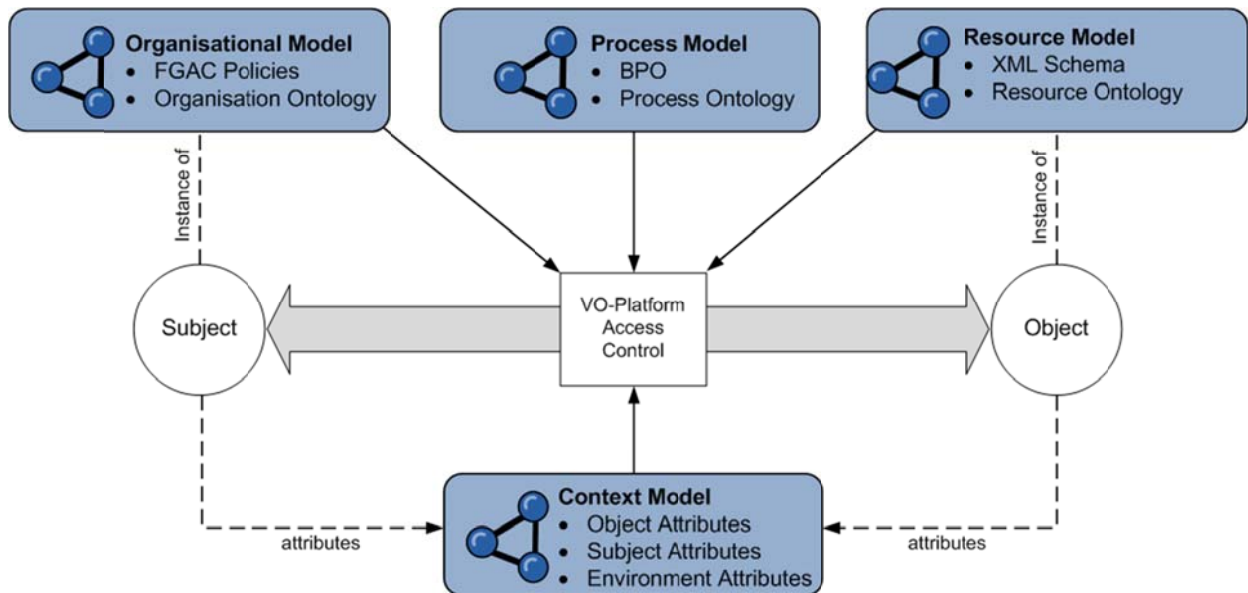 Organisational Model
• FGAC Policies
• Organisation Ontology
Process Model
• BPO
• Process Ontology
Resource Model
• XML Schema
• Resource Ontology
Instance of
Instance of
Subject
VO-Platform
Access
Control
Object
Context Model
• Object Attributes
• Subject Attributes
• Environment Attributes
attributes
attributes